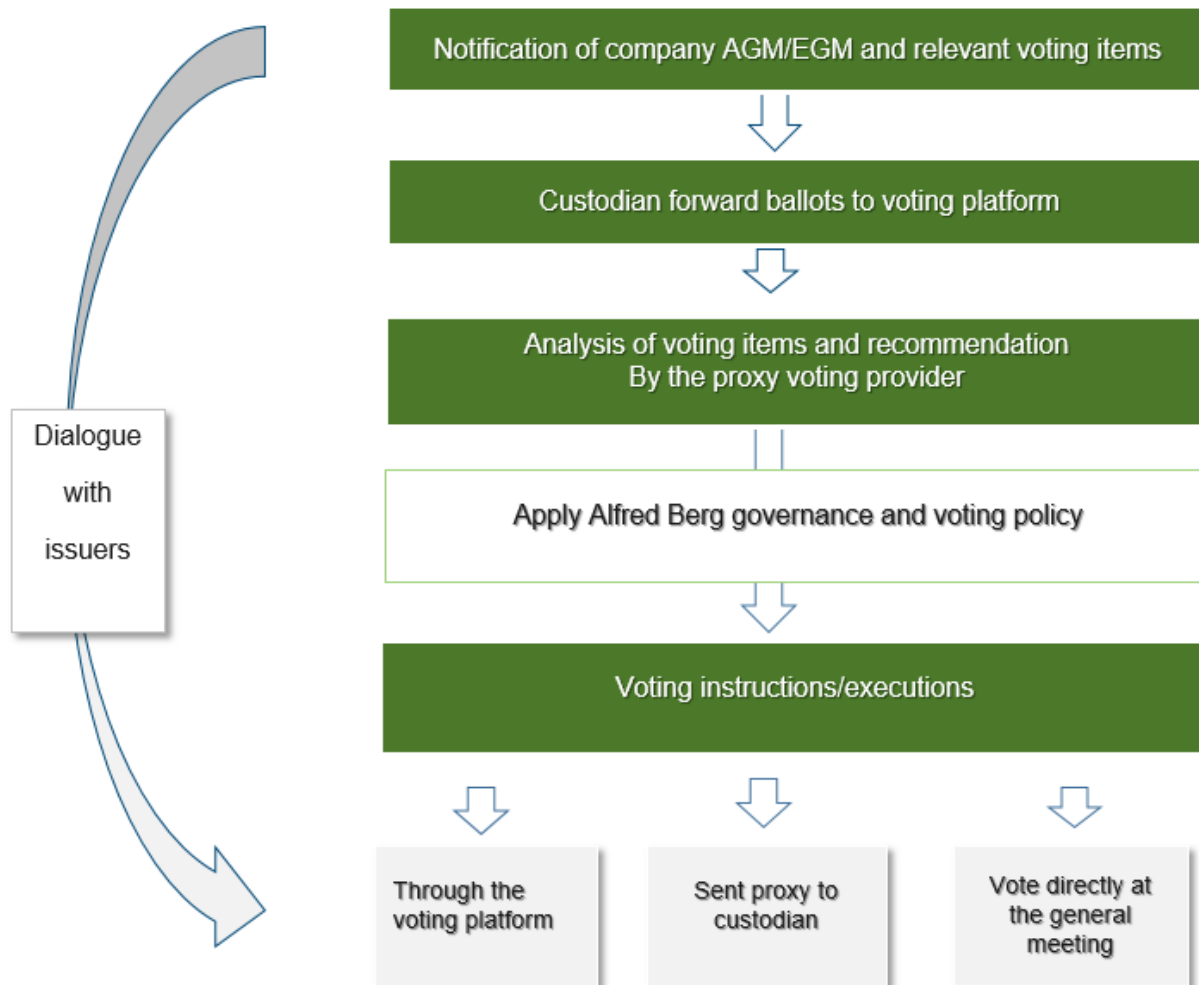 Notification of company AGM/EGM and relevant voting items
Custodian forward ballots to voting platform
Analysis of voting items and recommendation
By the proxy voting provider
Dialogue
with
issuers
Apply Alfred Berg governance and voting policy
Voting instructions/executions
Through the
voting platform
Sent proxy to
custodian
Vote directly at
the general
meeting